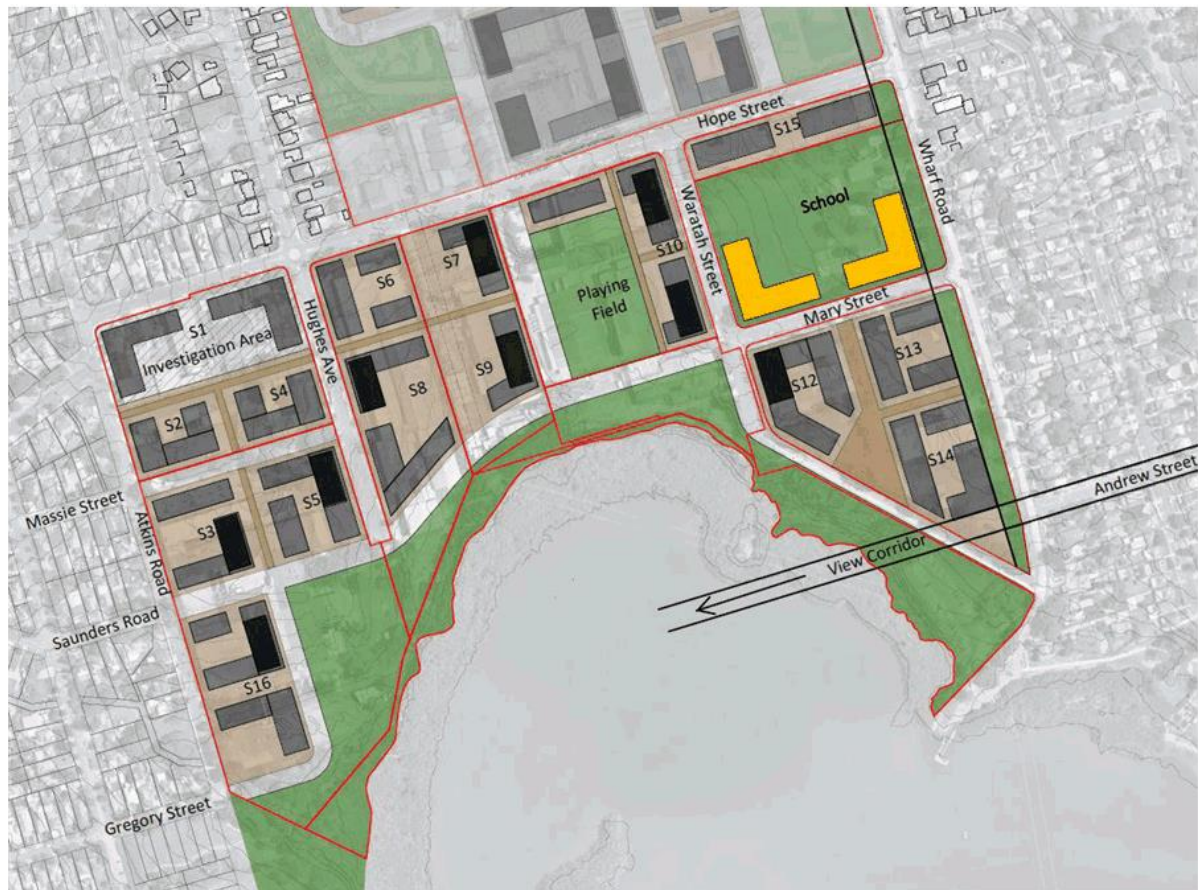 Hope Street
S15
Wharf Road
School
Waratah Street
S10
S7
S6
Playing
Field
Mary Street
S1
Investigation Area
Hughes Ave
S13
S9
S8
S12
S4
S2
S14
Andrew Street
Massie Street
Atkins Road
S5
S3
View Corridor
Saunders Road
S16
Gregory Street